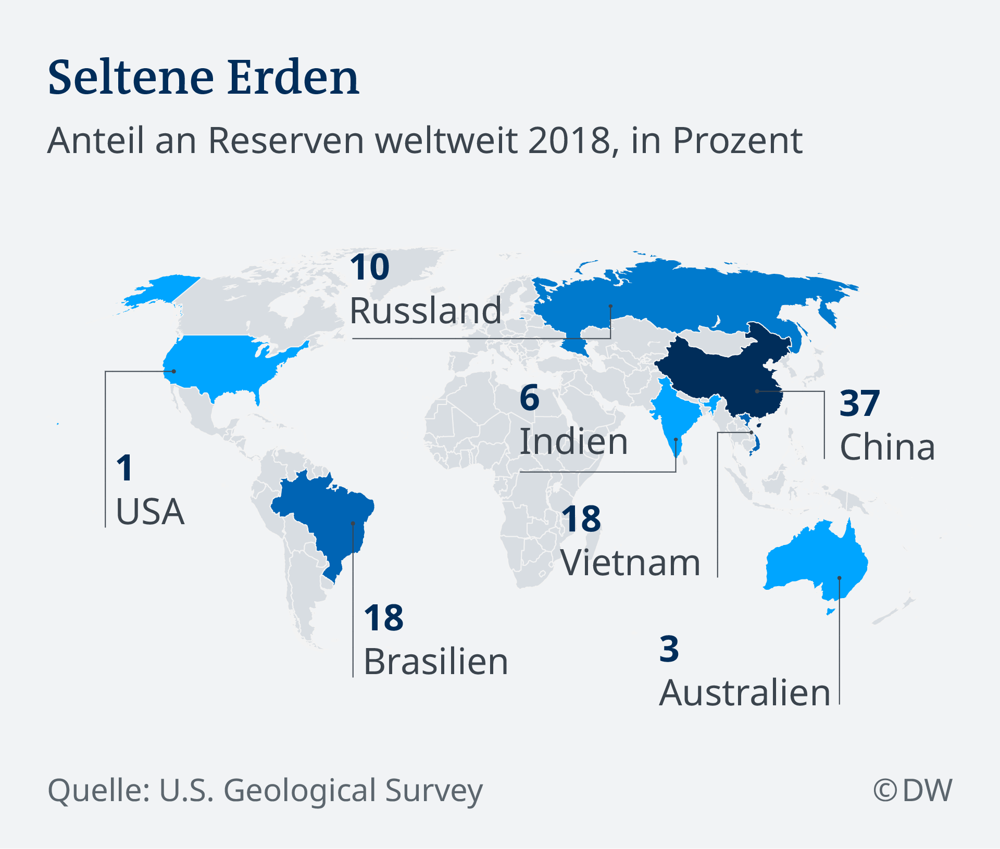 Seltene Erden
Anteil an Reserven weltweit 2018, in Prozent
10
Russland
6
Indien
37
China
1
USA
18
Vietnam
18
Brasilien
3
Australien
Quelle: U.S. Geological Survey
© DW